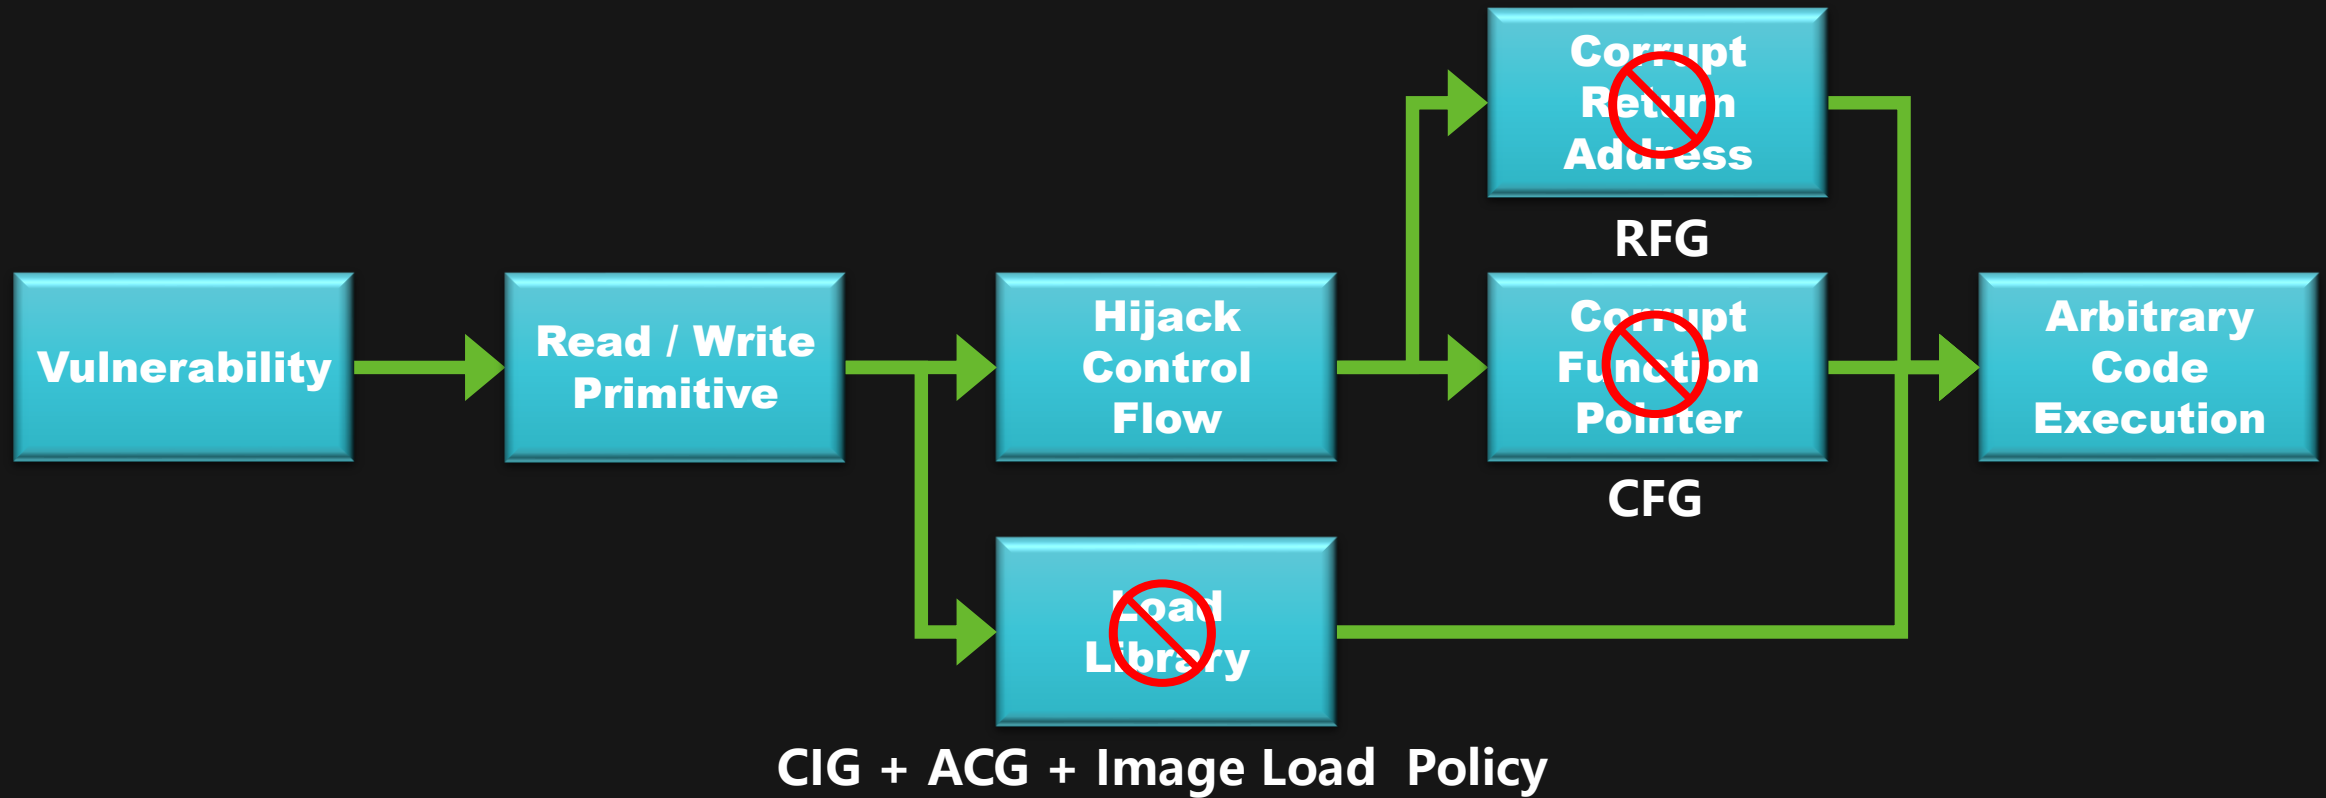 Corrupt
Return
Address
RFG
Vulnerability
Read / Write
Primitive
Hijack
Control
Flow
Corrupt
Function
Pointer
CFG
Arbitrary
Code
Execution
Load
Library
CIG + ACG + Image Load Policy